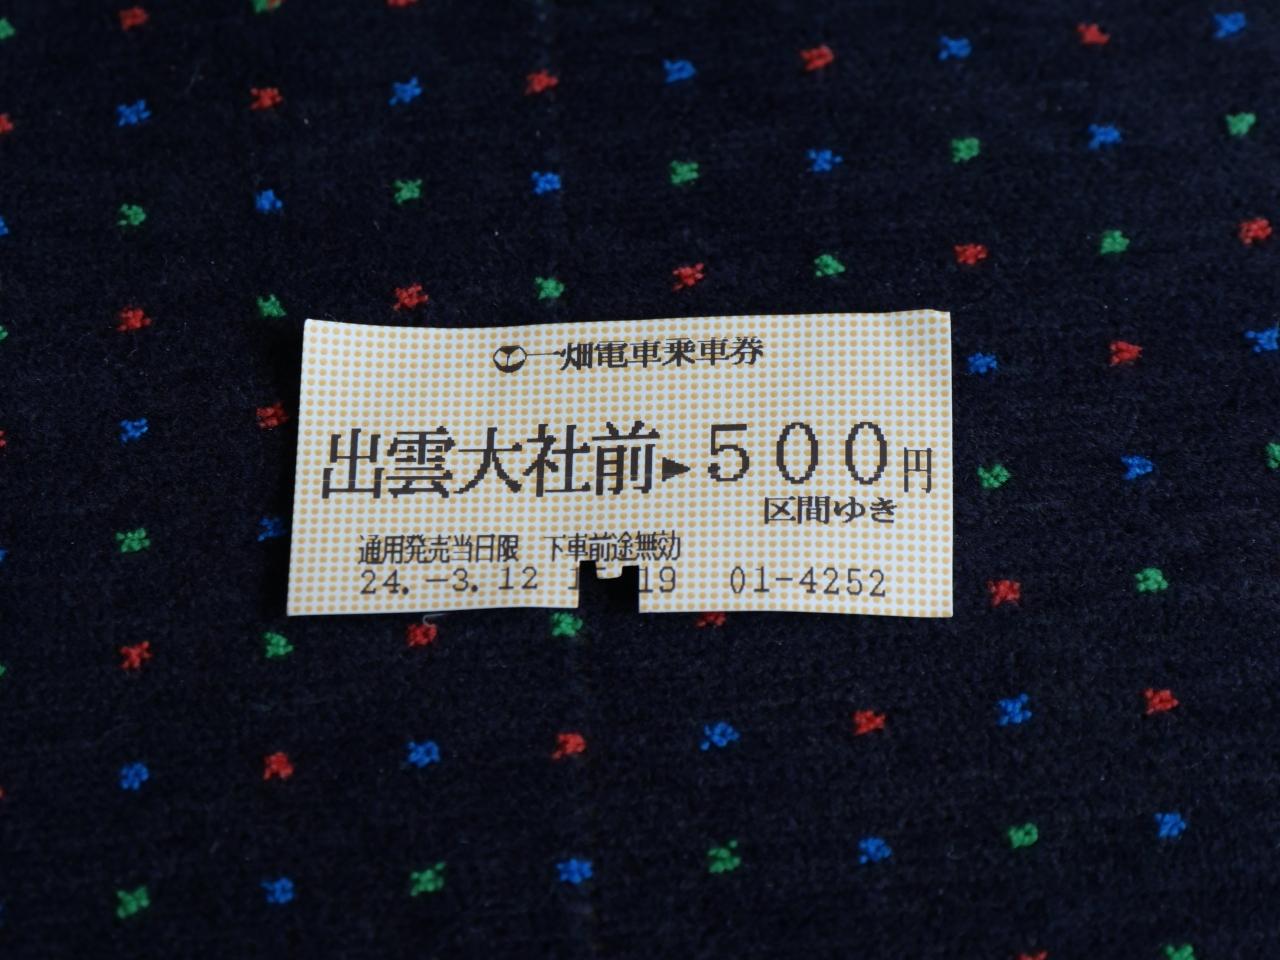 一畑電車乗車券
出雲大社前▶500円
区間ゆき
通用発売当日限 下車前途無効
24.-3.12 19 01-4252